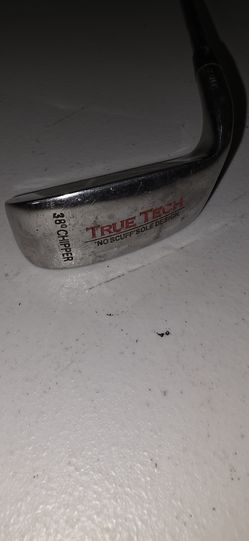 TRUE TECH
"NO SCUFF" SOLE DESIGN
38° CHIPPER